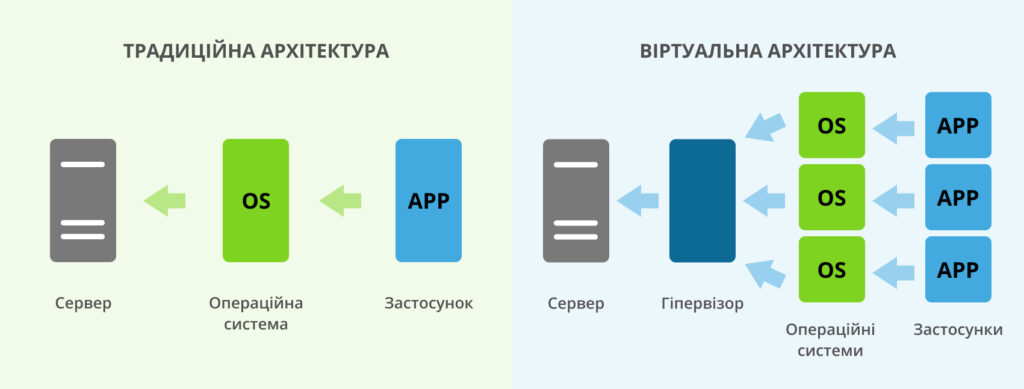 ТРАДИЦІЙНА АРХІТЕКТУРА
OS
APP
Сервер
Операційна
система
Застосунок
ВІРТУАЛЬНА АРХІТЕКТУРА
OS
APP
OS
APP
OS
APP
Сервер
Гіпервізор
Операційні
системи
Застосунки